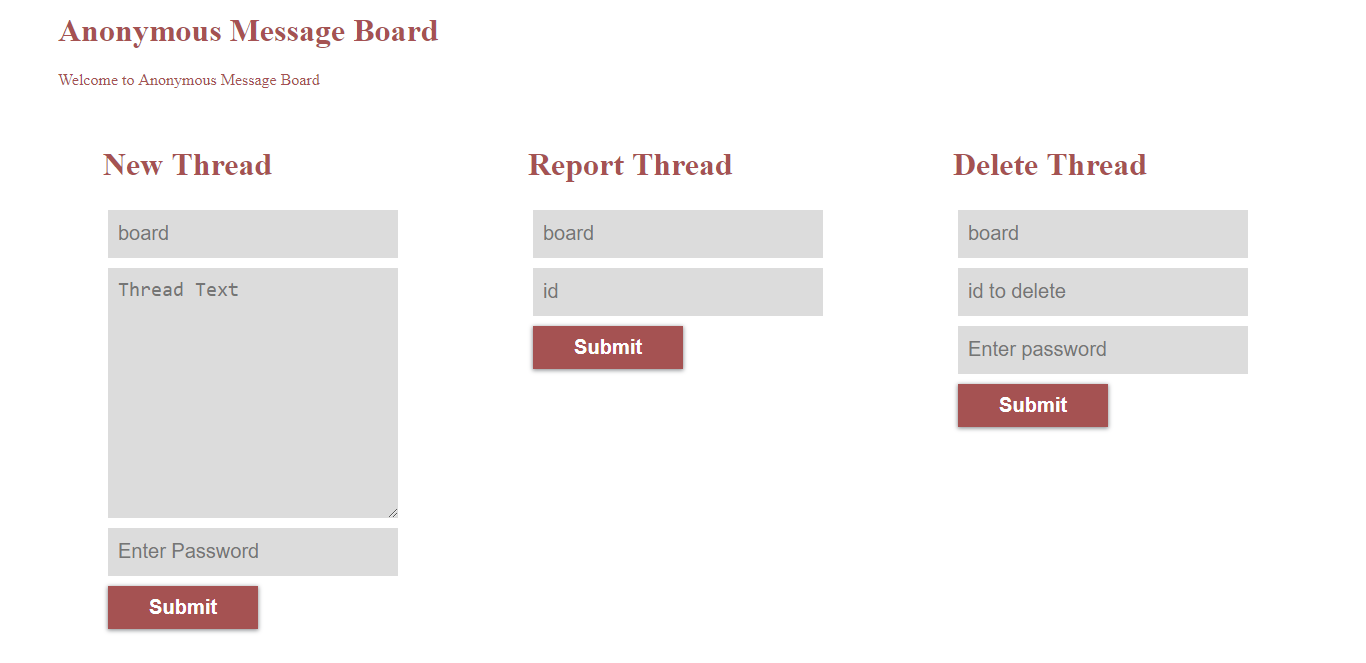 Anonymous Message Board
Welcome to Anonymous Message Board
New Thread
board
Thread Text
Enter Password
Submit
Report Thread
board
id
Submit
Delete Thread
board
id to delete
Enter password
Submit